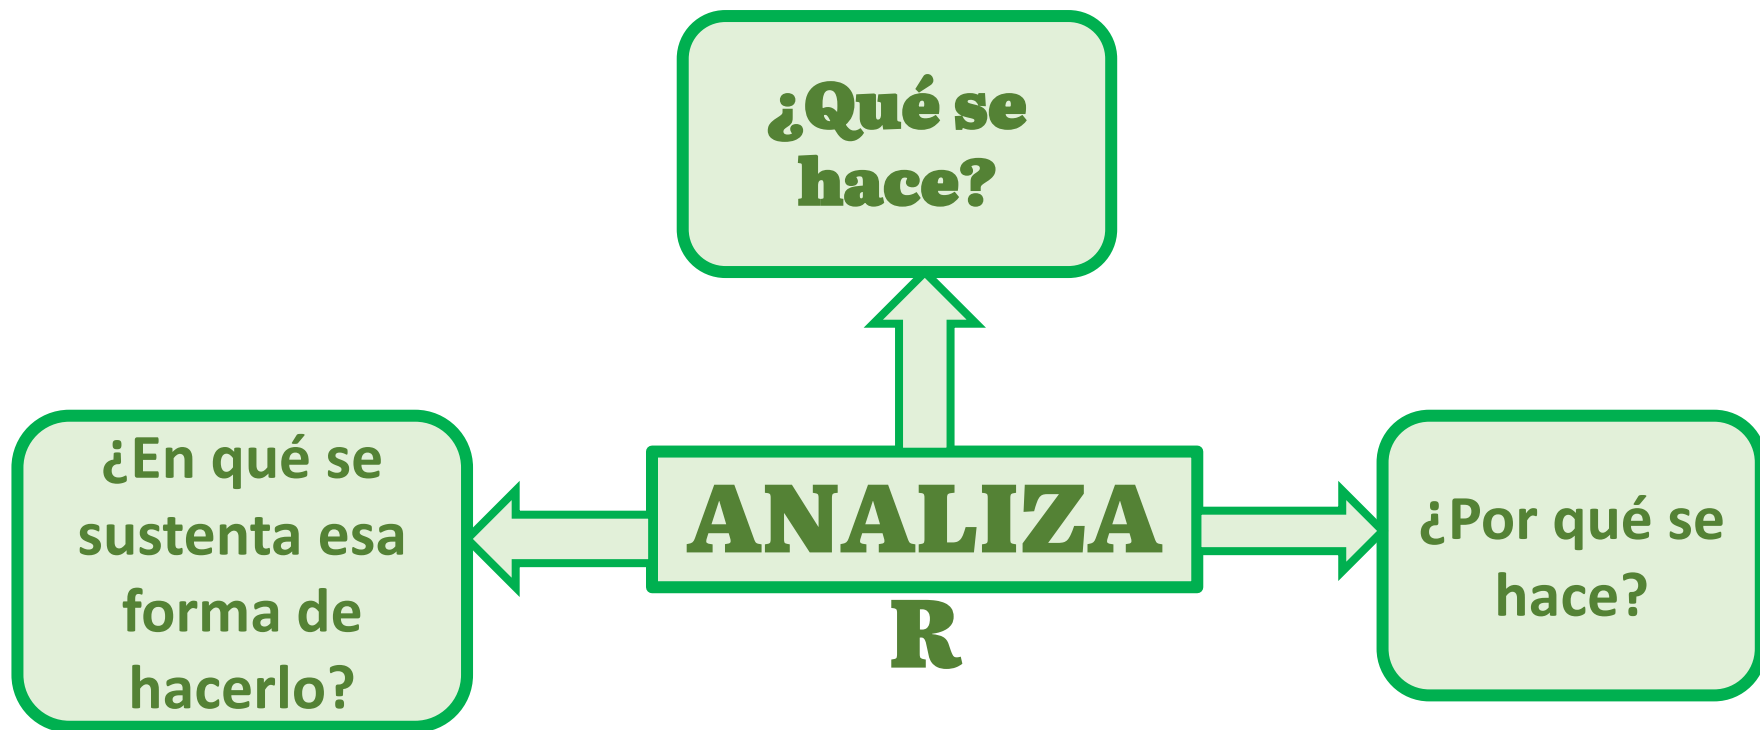 ¿Qué se
hace?
¿En qué se
sustenta esa
forma de
hacerlo?
ANALIZA
R
¿Por qué se
hace?